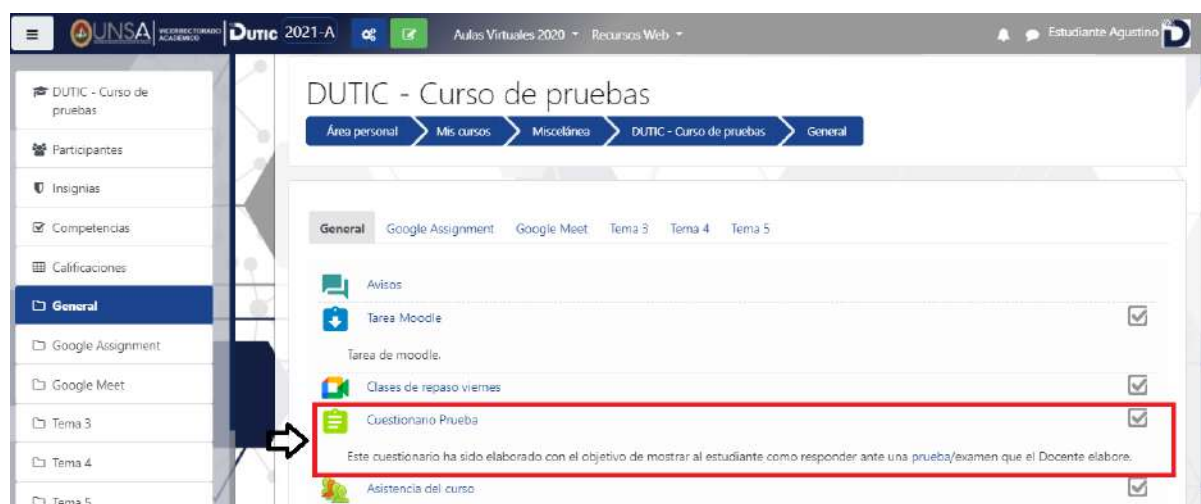 UNSA VICERRECTORADO ACADÉMICO DUTIC 2021-A Aulas Virtuales 2020 Recursos Web Estudiante Agustino
DUTIC - Curso de pruebas
Participantes
Insignias
Competencias
Calificaciones
General
Google Assignment
Google Meet
Tema 3
Tema 4
Tema 5
DUTIC - Curso de pruebas
Área personal Mis cursos Miscelánea DUTIC - Curso de pruebas General
General Google Assignment Google Meet Tema 3 Tema 4 Tema 5
Avisos
Tarea Moodle
Tarea de moodle.
Clases de repaso viernes
Cuestionario Prueba
Este cuestionario ha sido elaborado con el objetivo de mostrar al estudiante como responder ante una prueba/examen que el Docente elabore.
Asistencia del curso